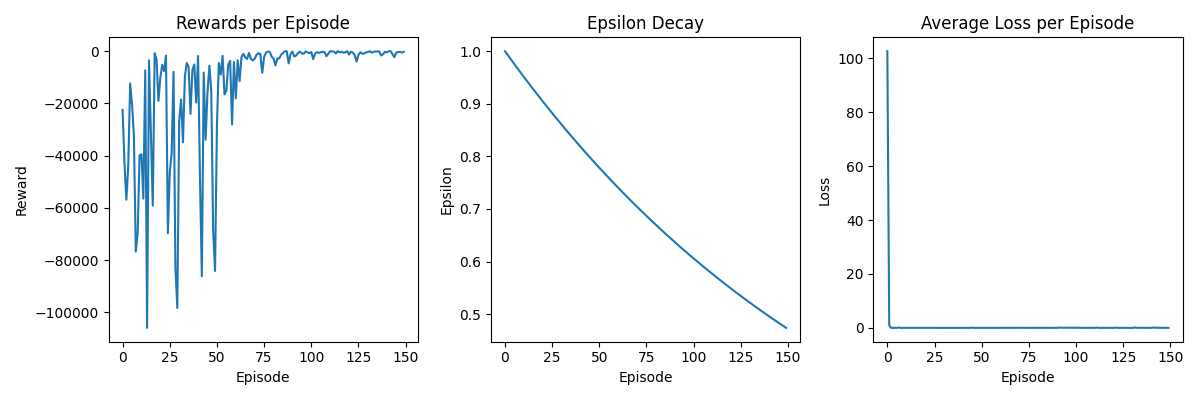 Rewards per Episode
Reward
0
−20000
−40000
−60000
−80000
−100000
0 25 50 75 100 125 150
Episode
Epsilon Decay
Epsilon
1.0
0.9
0.8
0.7
0.6
0.5
0 25 50 75 100 125 150
Episode
Average Loss per Episode
Loss
100
80
60
40
20
0
0 25 50 75 100 125 150
Episode